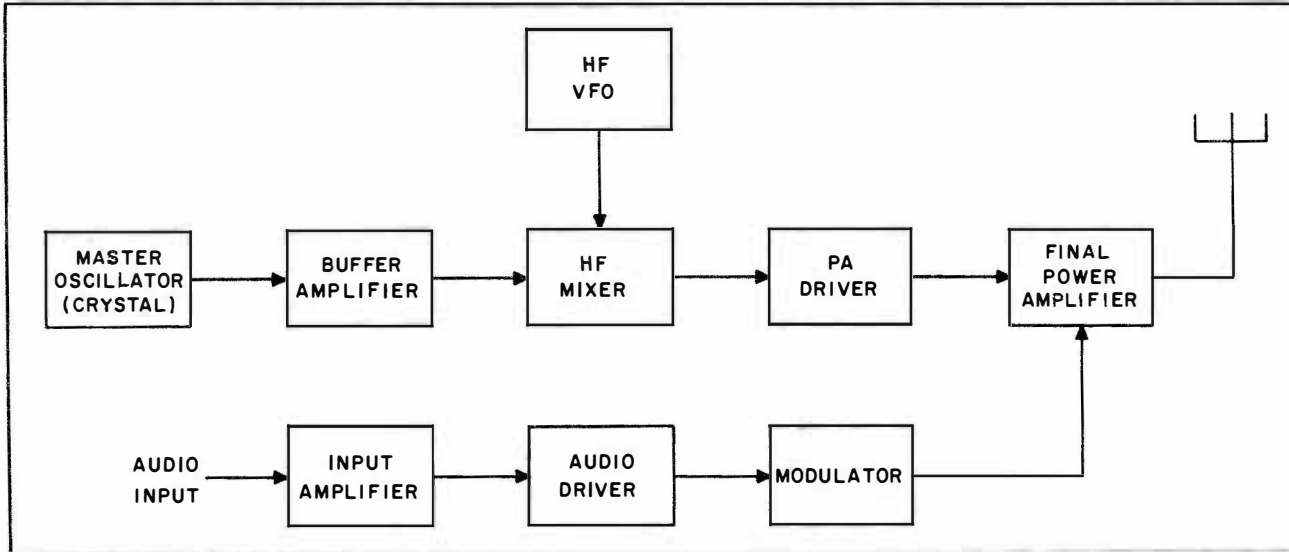 HF
VFO
MASTER
OSCILLATOR
(CRYSTAL)
BUFFER
AMPLIFIER
HF
MIXER
PA
DRIVER
FINAL
POWER
AMPLIFIER
AUDIO
INPUT
INPUT
AMPLIFIER
AUDIO
DRIVER
MODULATOR